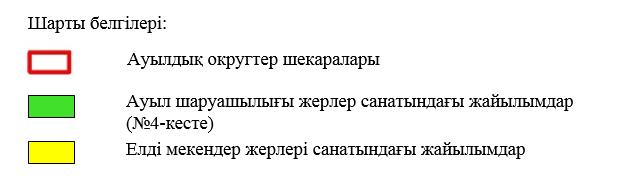 Шарты белгілері:
Ауылдық округтер шекаралары
Ауыл шаруашылығы жерлер санатындағы жайылымдар
(№4-кесте)
Елді мекендер жерлері санатындағы жайылымдар